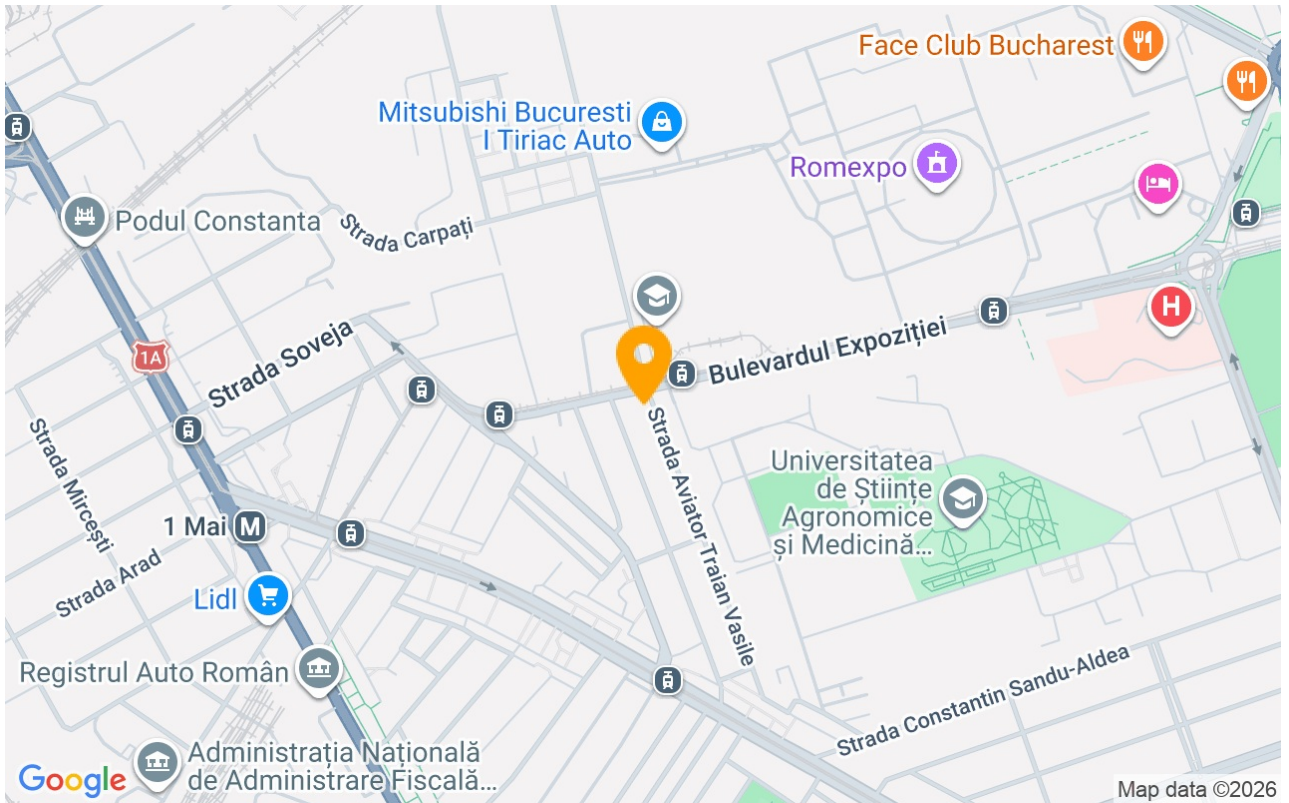 Face Club Bucharest
Mitsubishi Bucuresti
I Tiriac Auto
Romexpo
Podul Constanta
Strada Carpați
H
1A
Strada Soveja
Bulevardul Expoziției
Strada Mircești
Strada Aviator Traian Vasile
Universitatea
de Științe
Agronomice
și Medicină...
1 Mai M
Strada Arad
Lidl
Registrul Auto Român
Strada Constantin Sandu-Aldea
Administrația Națională
de Administrare Fiscală...
Google
Map data ©2026